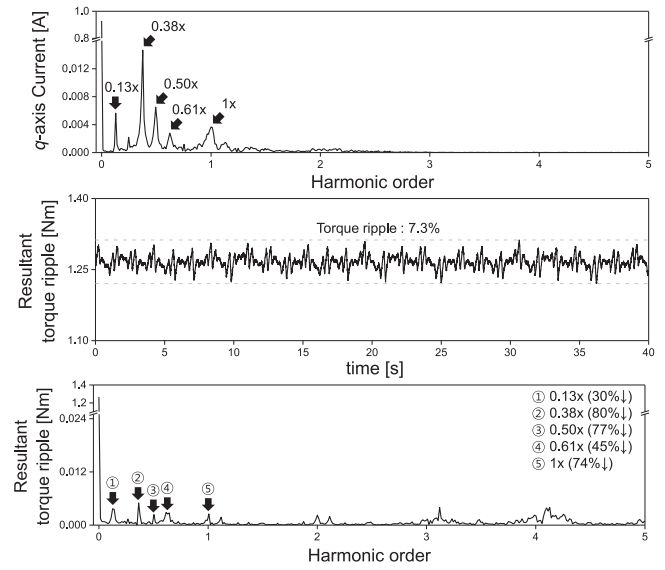 q-axis Current [A]
1.0
0.8
0.012
0.008
0.004
0.000
0.13x
0.38x
0.50x
0.61x
1x
0 1 2 3 4 5
Harmonic order
Resultant
torque ripple [Nm]
1.40
1.25
1.10
Torque ripple : 7.3%
0 5 10 15 20 25 30 35 40
time [s]
Resultant
torque ripple [Nm]
1.4
1.2
0.024
0.012
0.000
① ② ③ ④ ⑤
① 0.13x (30%↓)
② 0.38x (80%↓)
③ 0.50x (77%↓)
④ 0.61x (45%↓)
⑤ 1x (74%↓)
0 1 2 3 4 5
Harmonic order